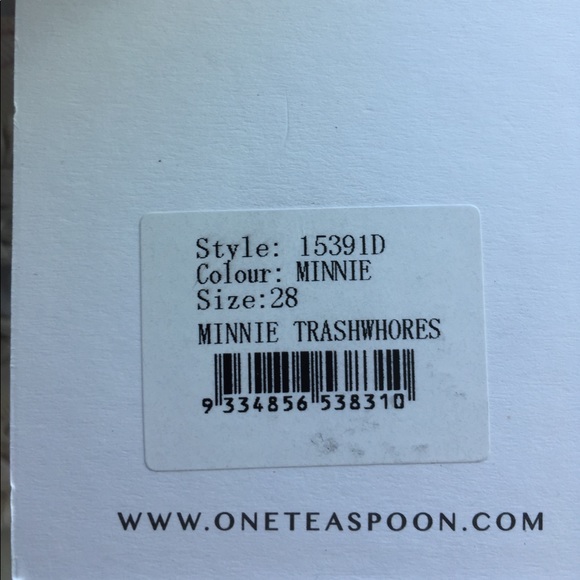 Style: 15391D
Colour: MINNIE
Size:28
MINNIE TRASHWHORES
9 334856 538310
WWW.ONETEASPOON.COM